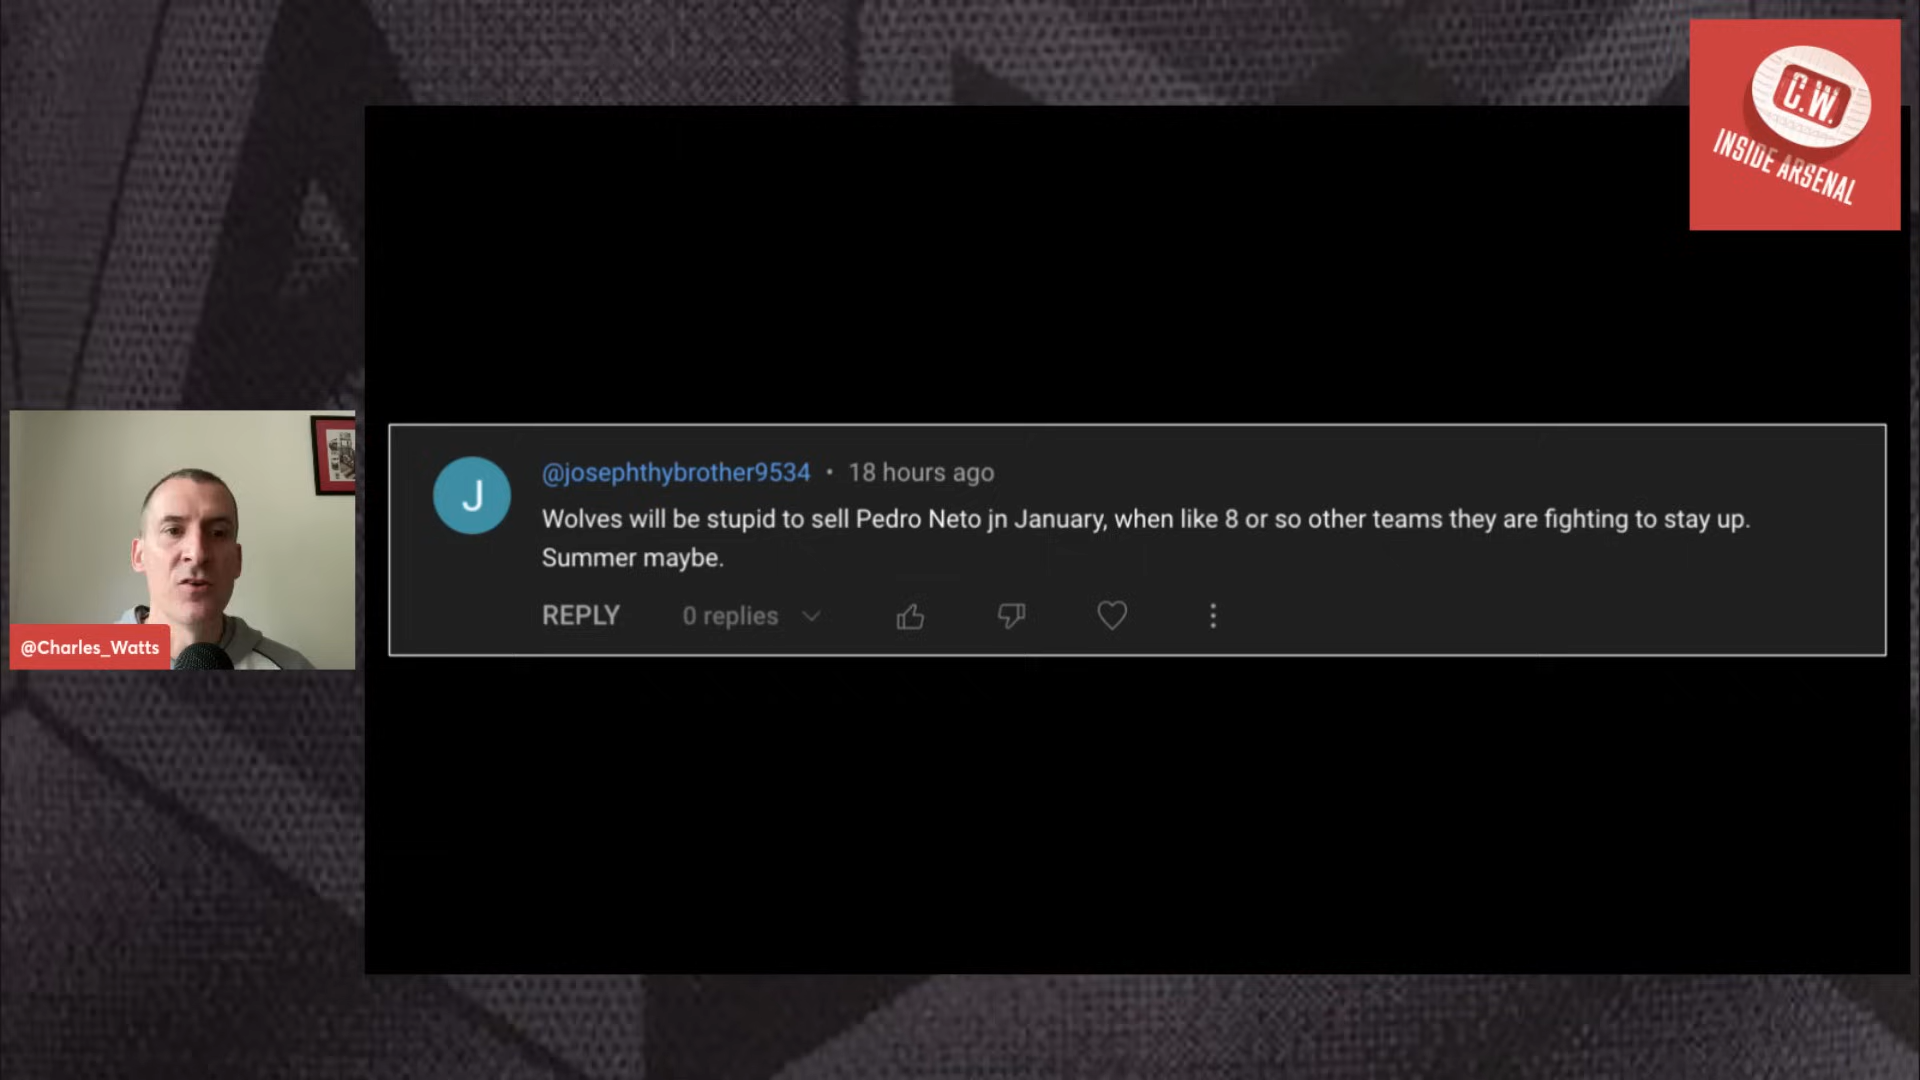 C.W.
INSIDE ARSENAL
@josephthybrother9534 • 18 hours ago
J
Wolves will be stupid to sell Pedro Neto jn January, when like 8 or so other teams they are fighting to stay up.
Summer maybe.
REPLY 0 replies
@Charles_Watts